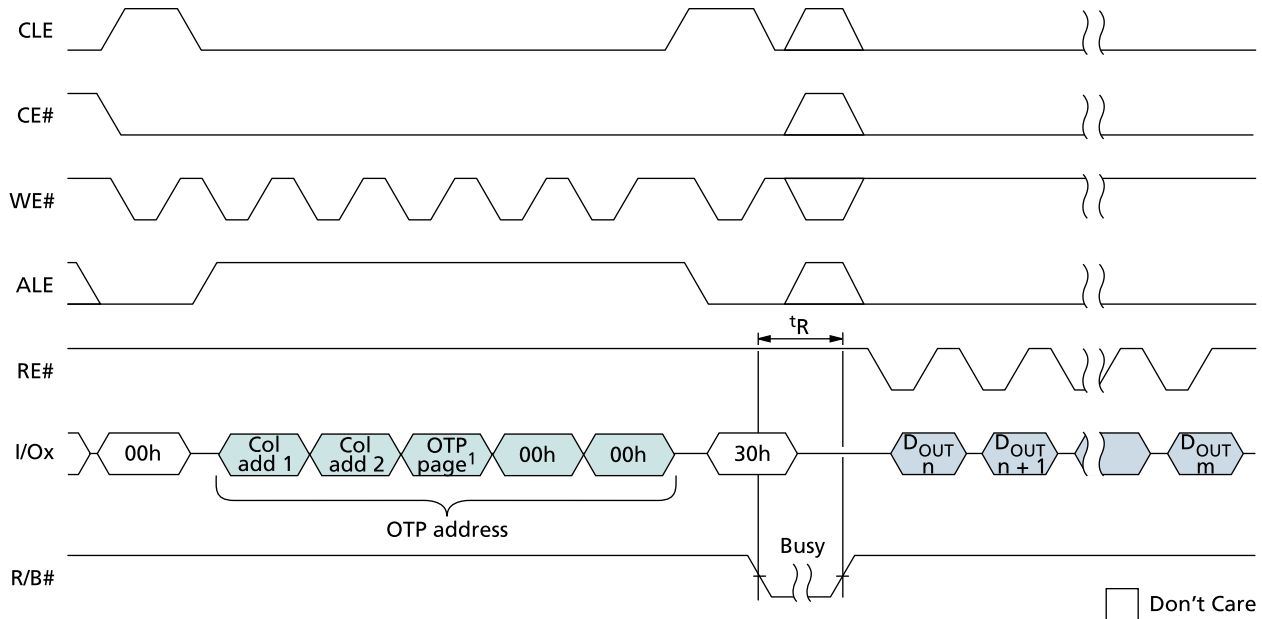 CLE
CE#
WE#
ALE
tR
RE#
I/Ox
00h
Col
add 1
Col
add 2
OTP
page1
00h
00h
30h
DOUT
n
DOUT
n + 1
DOUT
m
OTP address
Busy
R/B#
Don't Care